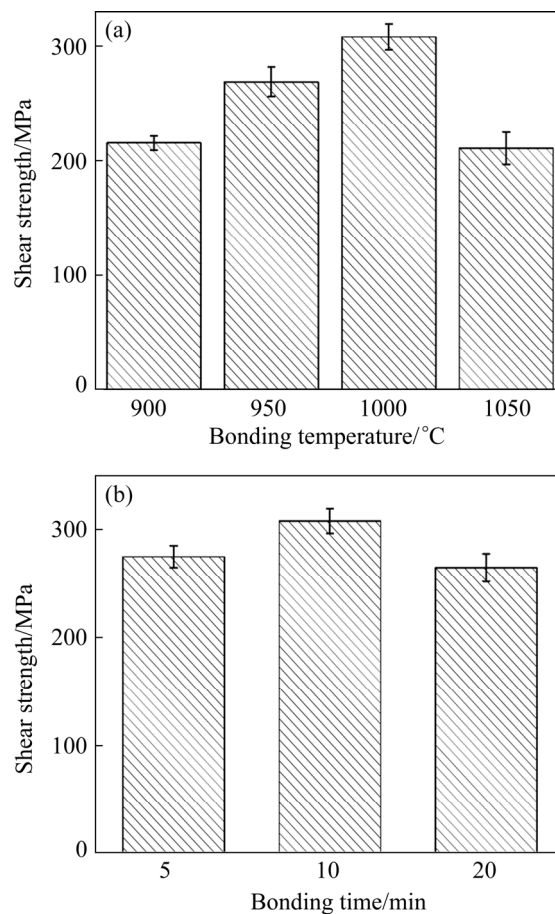 (a)
300
200
100
0
900 950 1000 1050
Shear strength/MPa
Bonding temperature/°C
(b)
300
200
100
0
5 10 20
Shear strength/MPa
Bonding time/min